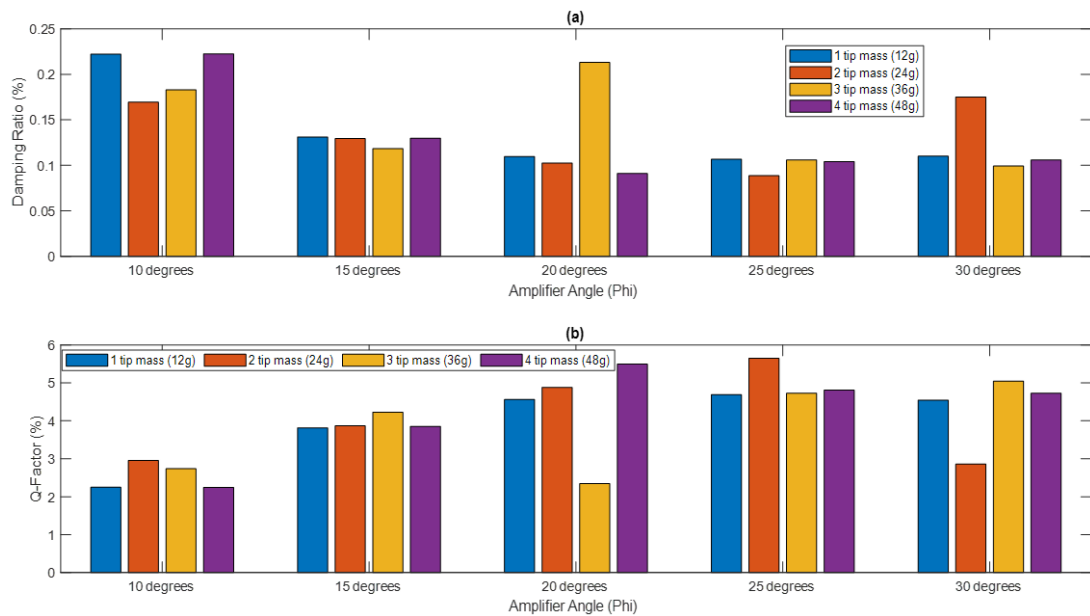 (a)
0.25
0.2
0.15
0.1
0.05
0
Damping Ratio (%)
1 tip mass (12g)
2 tip mass (24g)
3 tip mass (36g)
4 tip mass (48g)
10 degrees 15 degrees 20 degrees 25 degrees 30 degrees
Amplifier Angle (Phi)
(b)
6
5
4
3
2
1
0
Q-Factor (%)
1 tip mass (12g) 2 tip mass (24g) 3 tip mass (36g) 4 tip mass (48g)
10 degrees 15 degrees 20 degrees 25 degrees 30 degrees
Amplifier Angle (Phi)